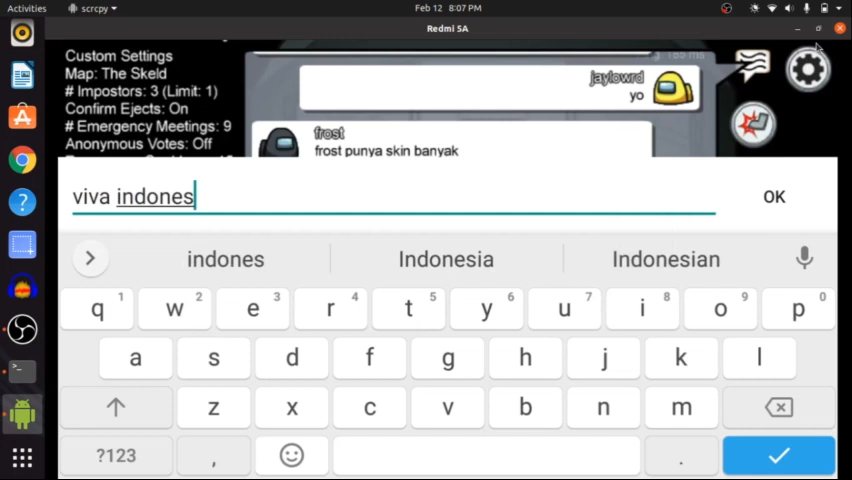 Activities
scrcpy
Feb 12 8:07 PM
Redmi 5A
Custom Settings
Map: The Skeld
# Impostors: 3 (Limit: 1)
Confirm Ejects: On
# Emergency Meetings: 9
Anonymous Votes: Off
jaylowrd
yo
frost
frost punya skin banyak
viva indones
OK
indones Indonesia Indonesian
q 1 w 2 e 3 r 4 t 5 y 6 u 7 i 8 o 9 p 0
a s d f g h j k l
z x c v b n m
?123 , .